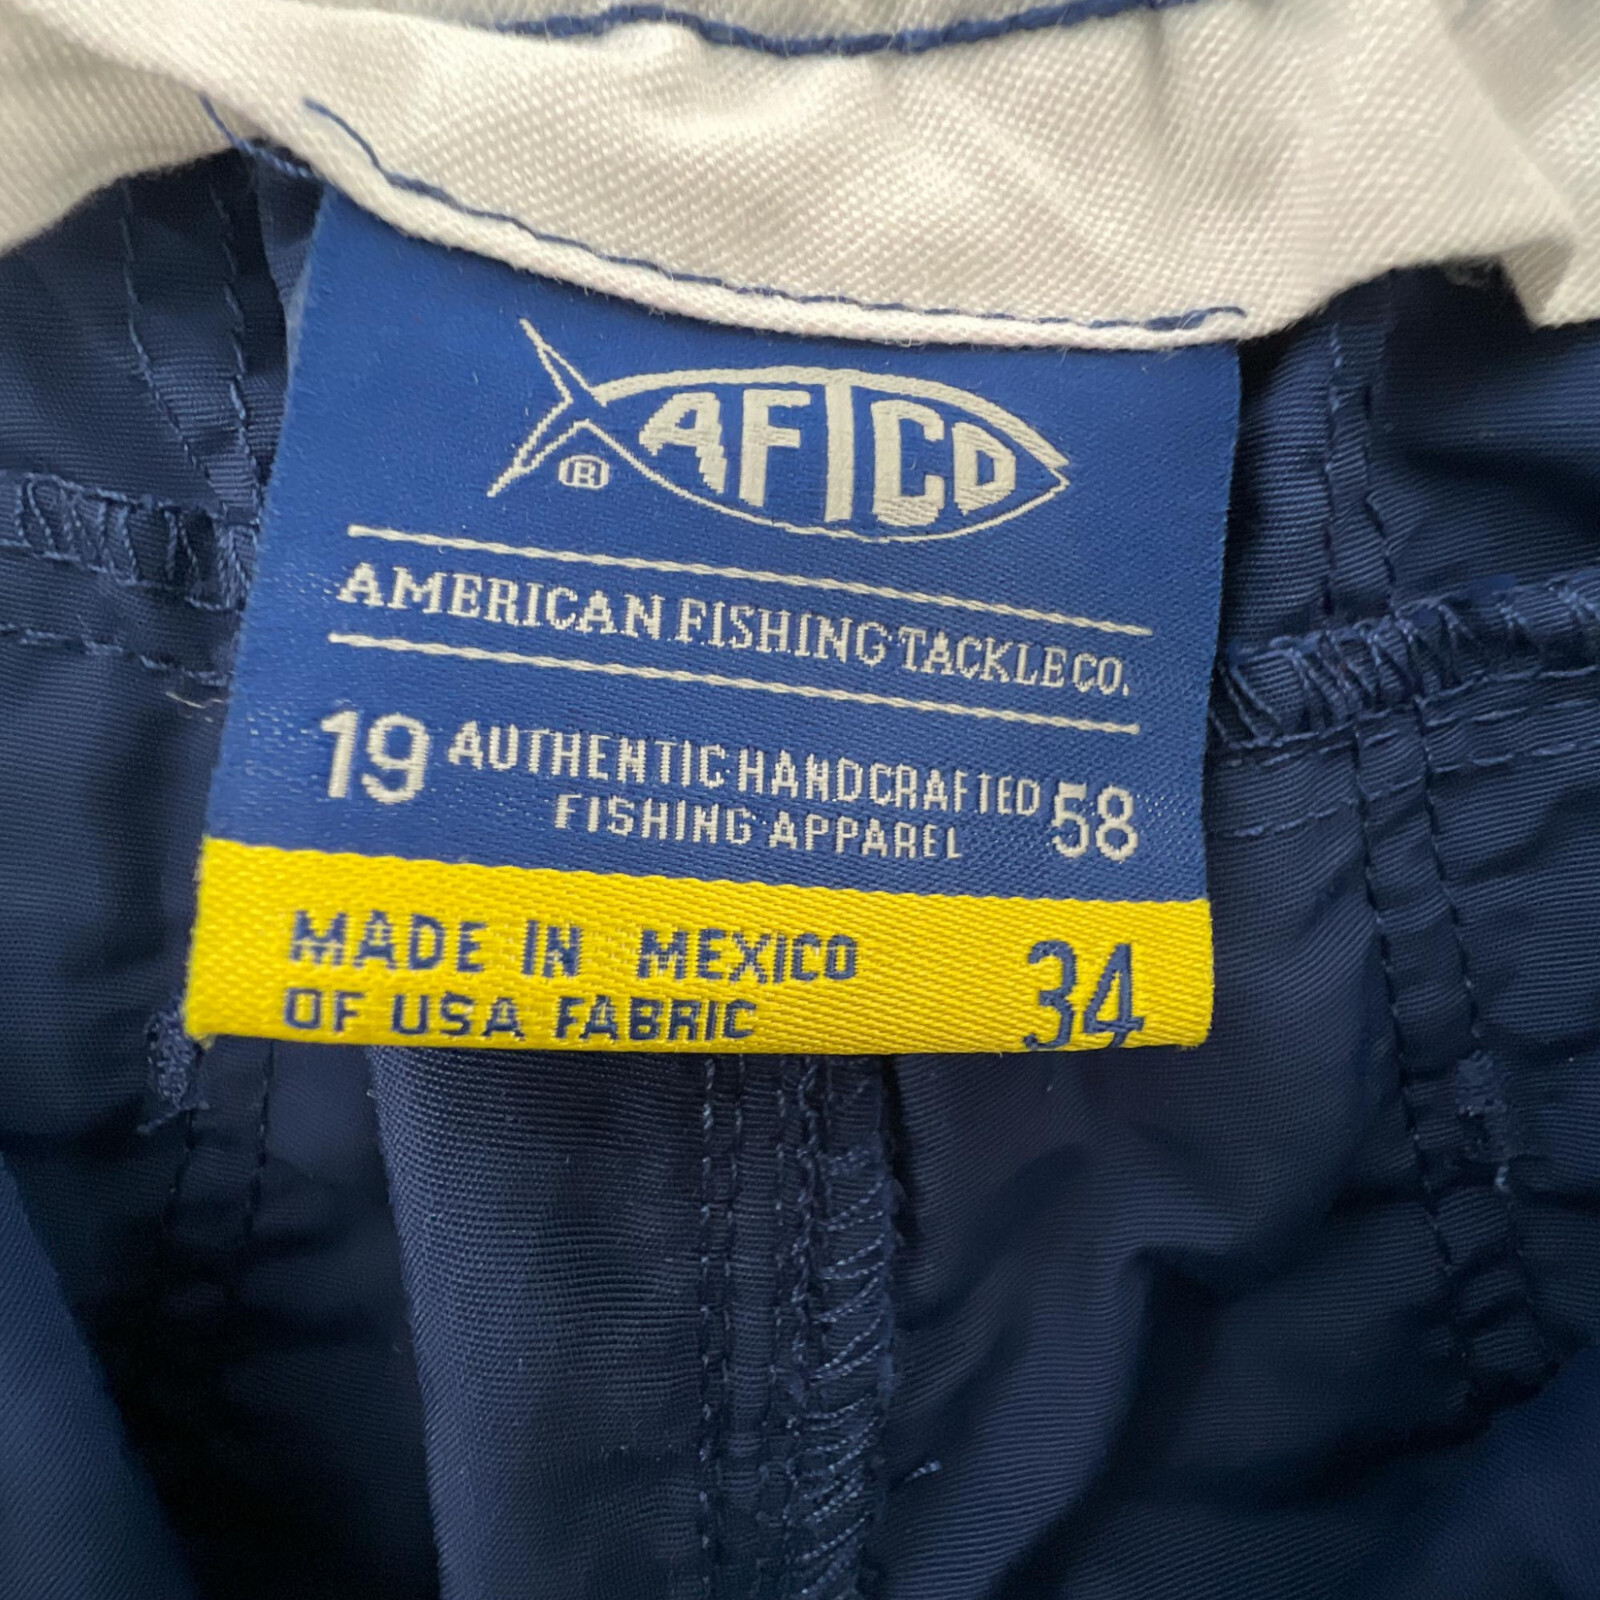 AFTCO
®
AMERICAN FISHING TACKLE CO.
19 AUTHENTIC HANDCRAFTED 58
FISHING APPAREL
MADE IN MEXICO 34
OF USA FABRIC